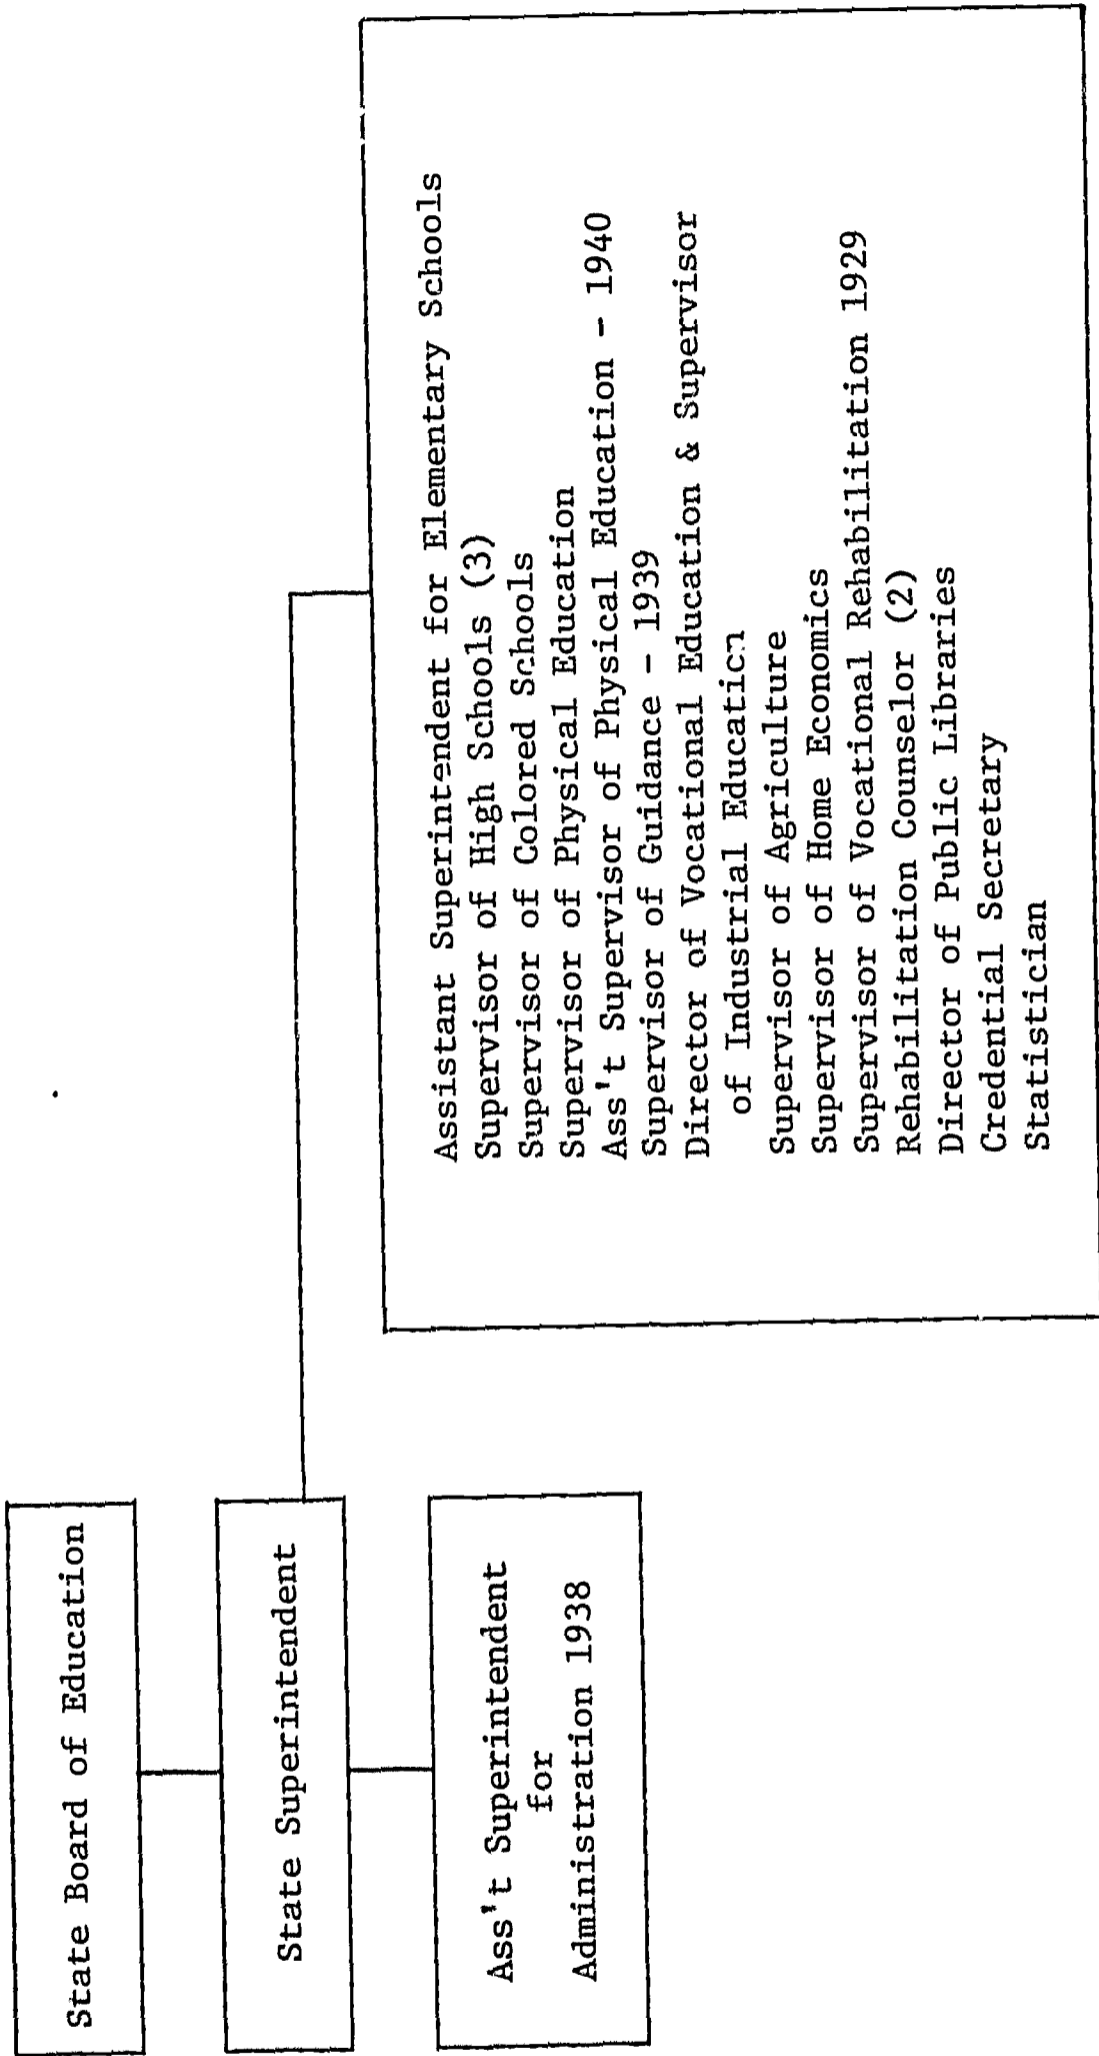 State Board of Education
State Superintendent
Ass't Superintendent
for
Administration 1938
Assistant Superintendent for Elementary Schools
Supervisor of High Schools (3)
Supervisor of Colored Schools
Supervisor of Physical Education
Ass't Supervisor of Physical Education - 1940
Supervisor of Guidance - 1939
Director of Vocational Education & Supervisor
of Industrial Education
Supervisor of Agriculture
Supervisor of Home Economics
Supervisor of Vocational Rehabilitation 1929
Rehabilitation Counselor (2)
Director of Public Libraries
Credential Secretary
Statistician